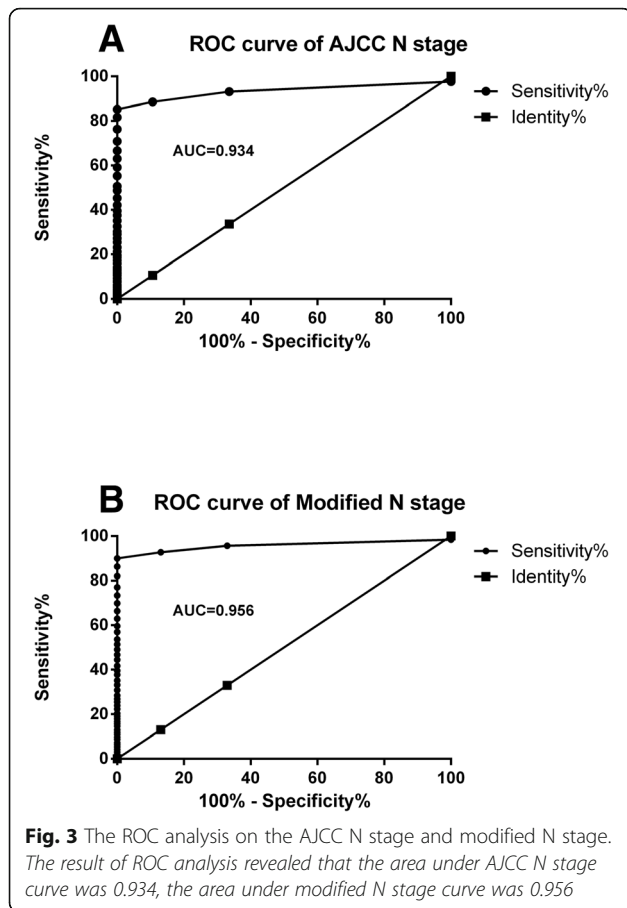 A
ROC curve of AJCC N stage
100
80
60
40
20
0
Sensitivity%
AUC=0.934
Sensitivity%
Identity%
0 20 40 60 80 100
100% - Specificity%
B
ROC curve of Modified N stage
100
80
60
40
20
0
Sensitivity%
AUC=0.956
Sensitivity%
Identity%
0 20 40 60 80 100
100% - Specificity%
Fig. 3 The ROC analysis on the AJCC N stage and modified N stage.
The result of ROC analysis revealed that the area under AJCC N stage
curve was 0.934, the area under modified N stage curve was 0.956